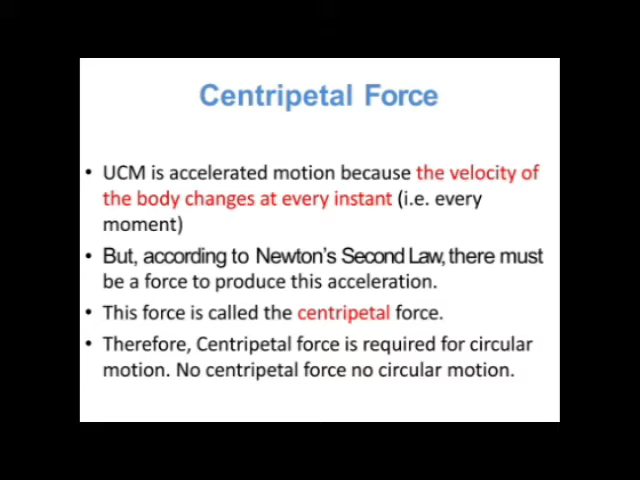 Centripetal Force
• UCM is accelerated motion because the velocity of
the body changes at every instant (i.e. every
moment)
• But, according to Newton's Second Law, there must
be a force to produce this acceleration.
• This force is called the centripetal force.
• Therefore, Centripetal force is required for circular
motion. No centripetal force no circular motion.